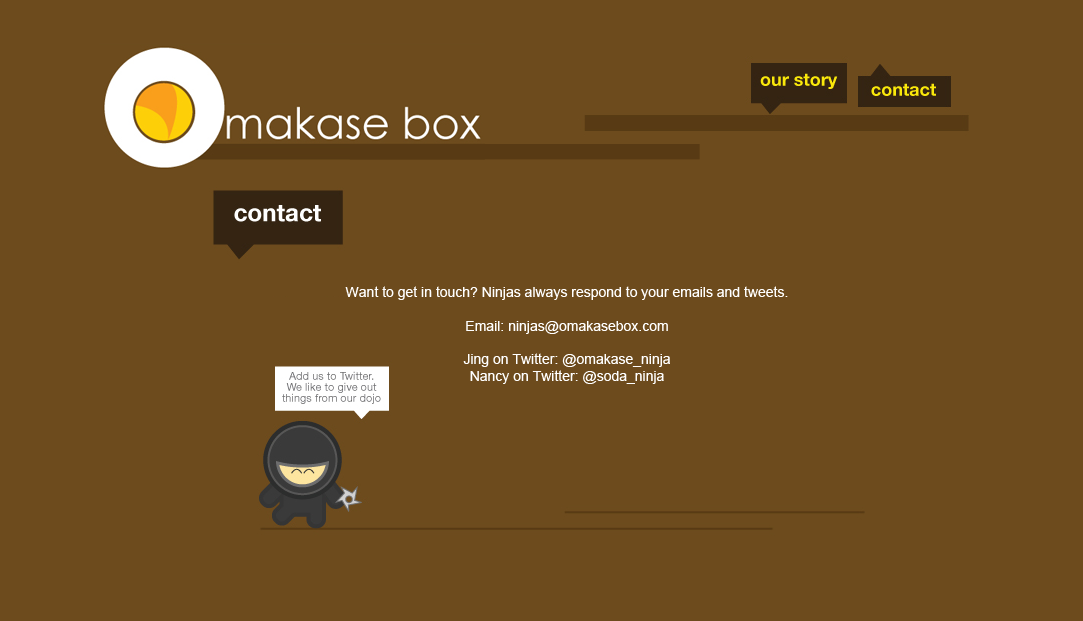 makase box
our story
contact
contact
Want to get in touch? Ninjas always respond to your emails and tweets.
Email: ninjas@omakasebox.com
Jing on Twitter: @omakase_ninja
Nancy on Twitter: @soda_ninja
Add us to Twitter.
We like to give out
things from our dojo